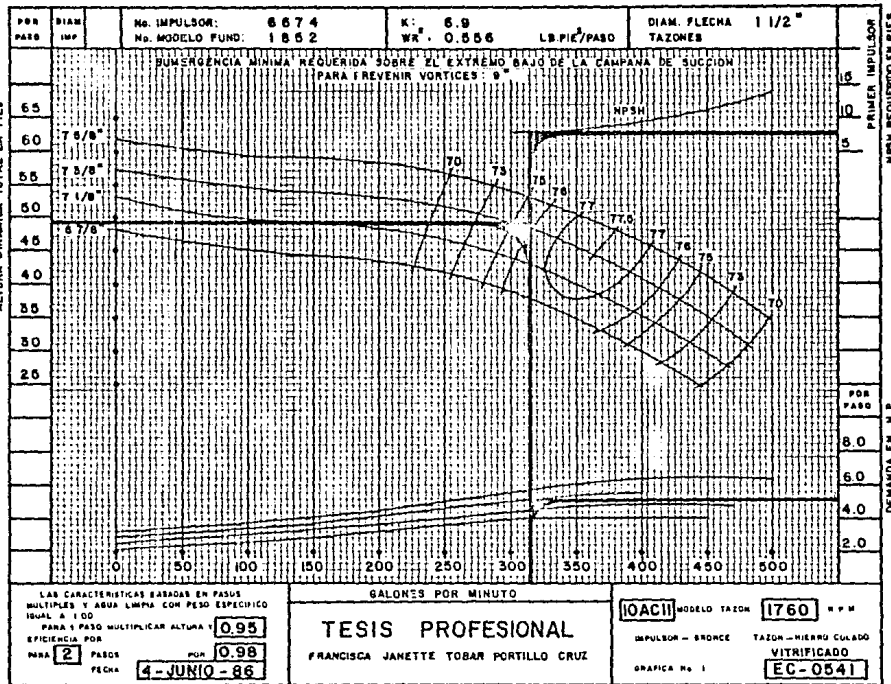 POR PASO
DIAM. IMP
No. IMPULSOR: 6674
No. MODELO FUND: 1852
K: 6.9
WR². 0.556 LB.PIE²/PASO
DIAM. FLECHA 1 1/2"
TAZONES
SUMERGENCIA MINIMA REQUERIDA SOBRE EL EXTREMO BAJO DE LA CAMPANA DE SUCCION
PARA PREVENIR VORTICES: 9"
PRIMER IMPULSOR
15
10
5
NPSH
65
60
55
50
45
40
35
30
25
7 5/8"
7 3/8"
7 1/8"
6 7/8"
70
73
75
76
77
77.5
77
76
75
73
70
POR PASO
8.0
6.0
4.0
2.0
DEMANDA EN H.P.
0 50 100 150 200 250 300 350 400 450 500
GALONES POR MINUTO
LAS CARACTERISTICAS BASADAS EN PASOS
MULTIPLES Y AGUA LIMPIA CON PESO ESPECIFICO
IGUAL A 1.00
PARA 1 PASO MULTIPLICAR ALTURA Y 0.95
EFICIENCIA POR
PARA 2 PASOS POR 0.98
FECHA 4-JUNIO-86
TESIS PROFESIONAL
FRANCISCA JANETTE TOBAR PORTILLO CRUZ
10AC11 MODELO TAZON 1760 R P M
IMPULSOR - BRONCE TAZON - HIERRO COLADO
VITRIFICADO
GRAFICA No. 1 EC-0541